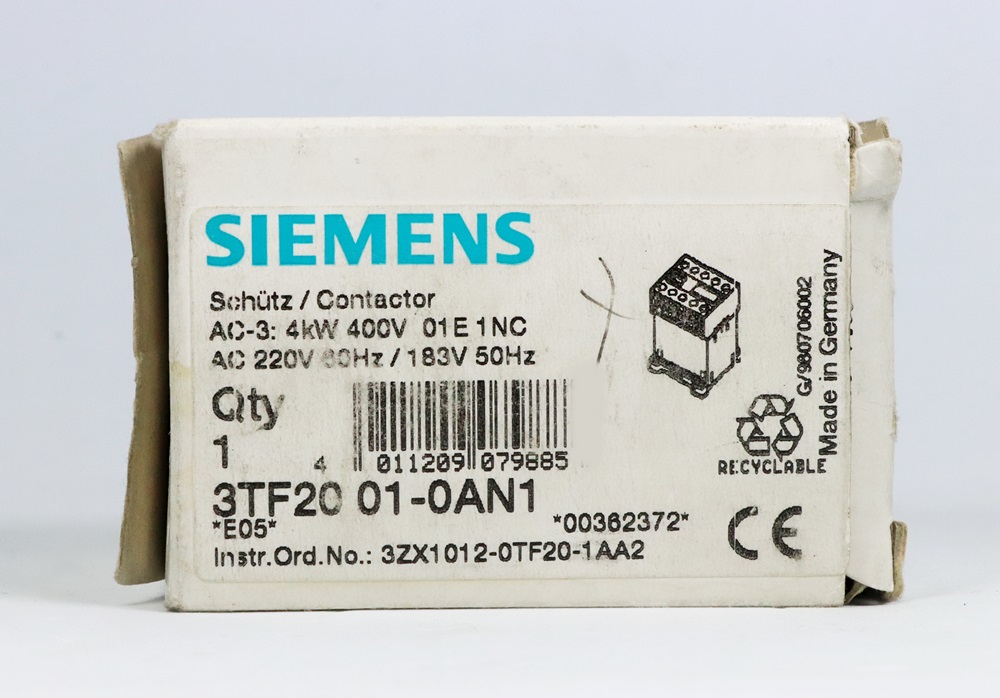 SIEMENS
Schütz / Contactor
AC-3: 4kW 400V 01E 1NC
AC 220V 60Hz / 183V 50Hz
Qty
1
4 011209 079885
3TF20 01-0AN1
*E05*
*00362372*
Instr.Ord.No.: 3ZX1012-0TF20-1AA2
RECYCLABLE
G/980706002
Made in Germany
CE